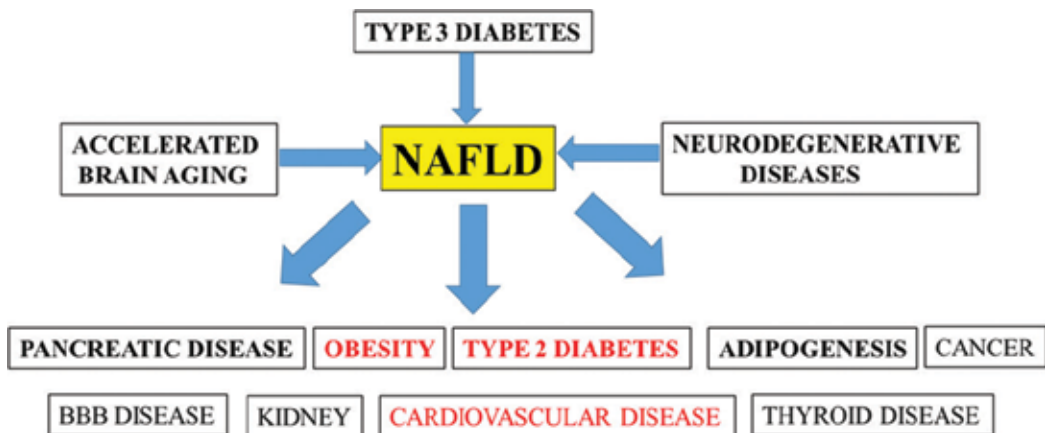 TYPE 3 DIABETES
ACCELERATED
BRAIN AGING
NAFLD
NEURODEGENERATIVE
DISEASES
PANCREATIC DISEASE
OBESITY
TYPE 2 DIABETES
ADIPOGENESIS
CANCER
BBB DISEASE
KIDNEY
CARDIOVASCULAR DISEASE
THYROID DISEASE